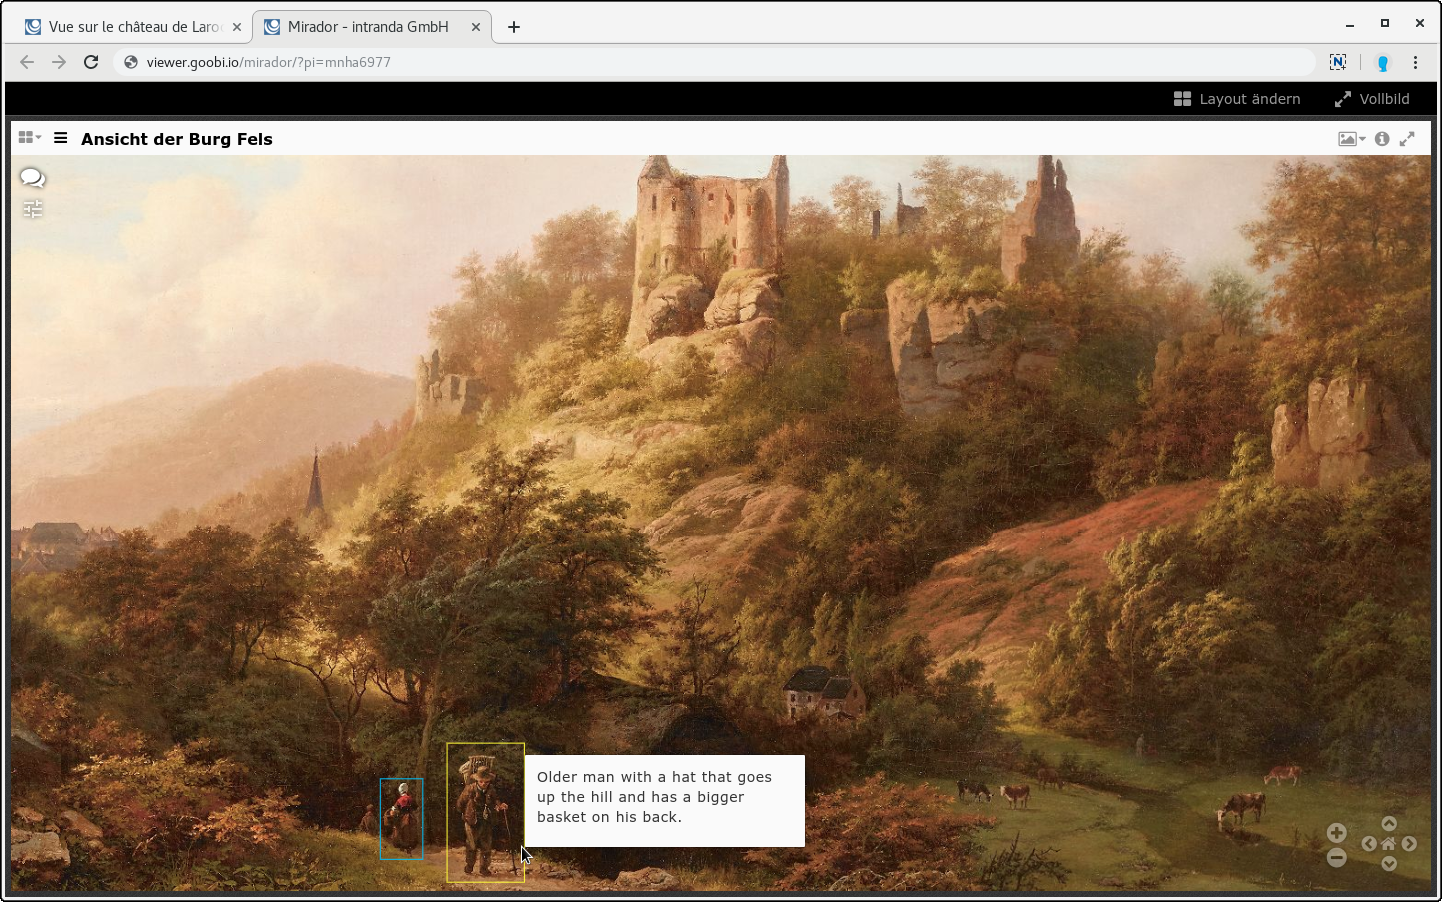 Vue sur le château de Laro
Mirador - intranda GmbH
viewer.goobi.io/mirador/?pi=mnha6977
Layout ändern
Vollbild
Ansicht der Burg Fels
Older man with a hat that goes
up the hill and has a bigger
basket on his back.